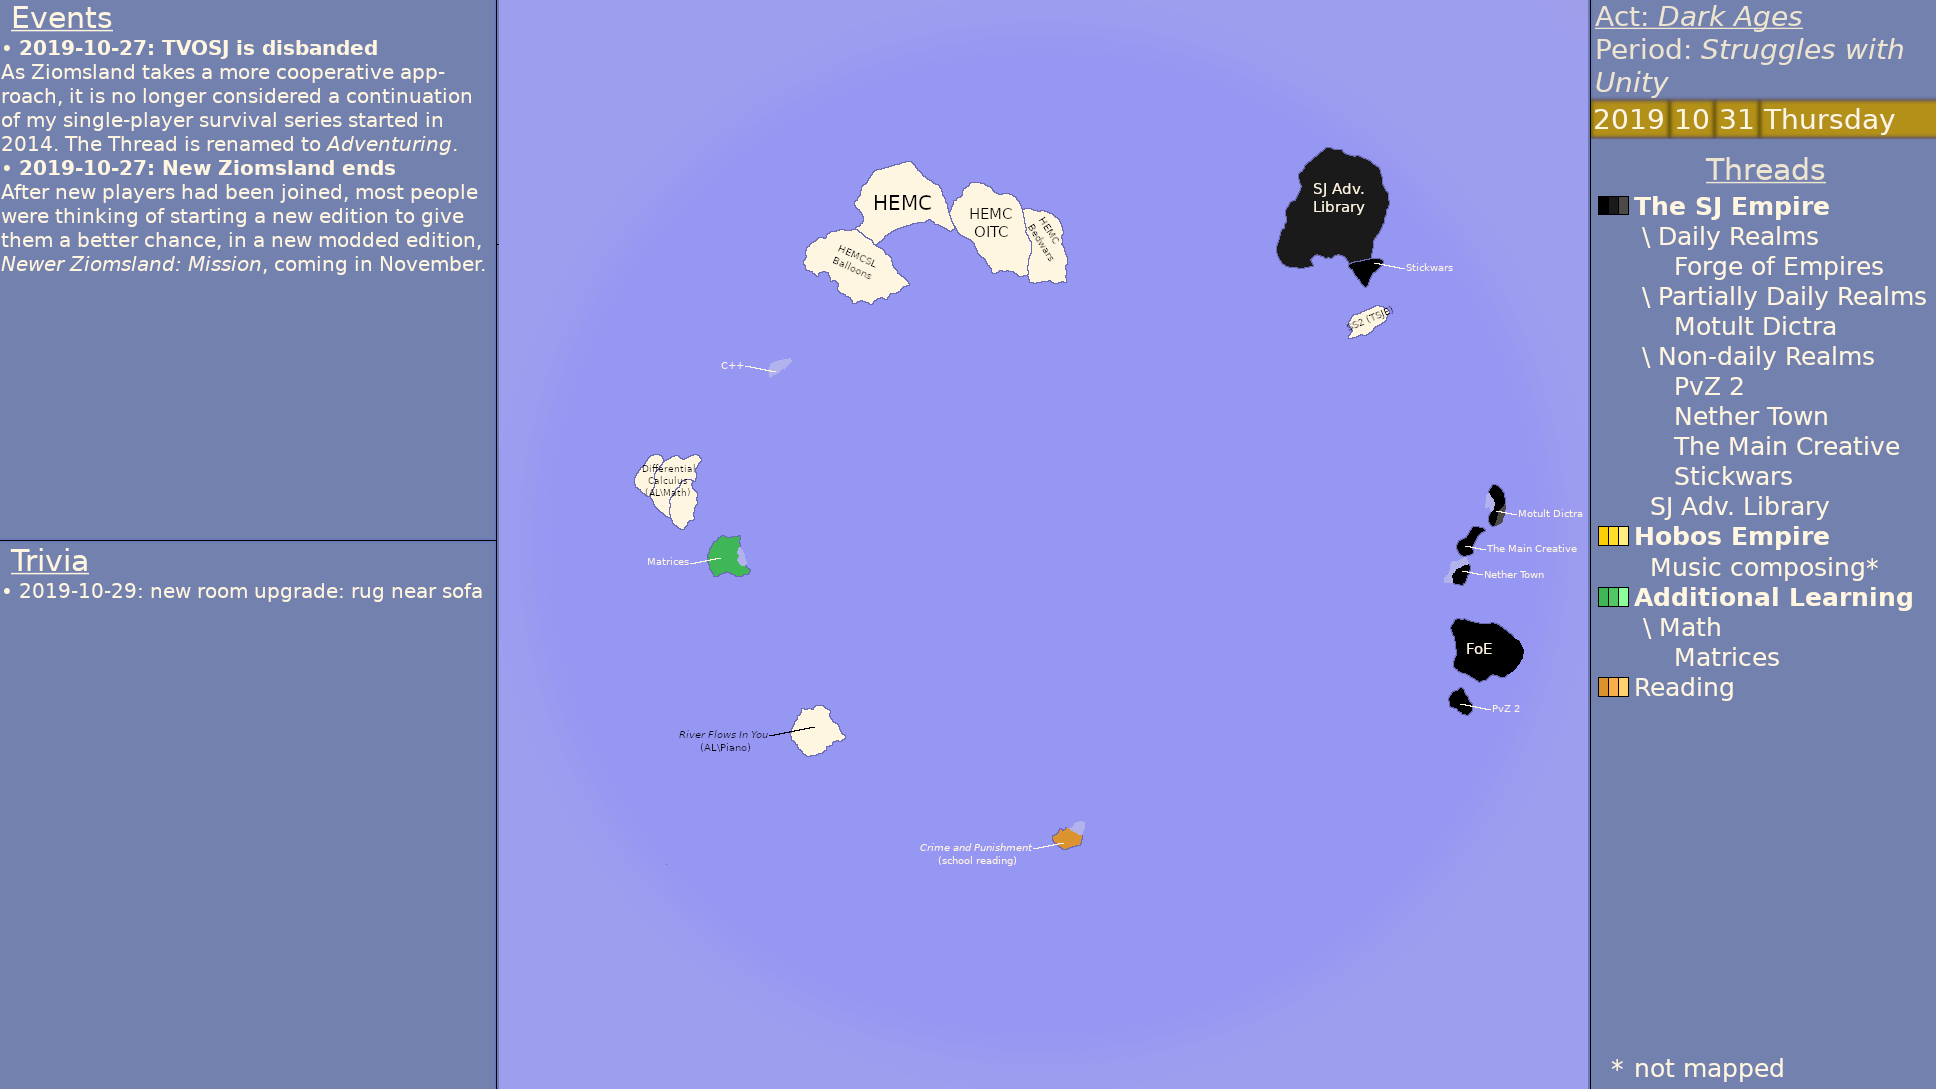 Events
• 2019-10-27: TVOSJ is disbanded
As Ziomsland takes a more cooperative app-
roach, it is no longer considered a continuation
of my single-player survival series started in
2014. The Thread is renamed to Adventuring.
• 2019-10-27: New Ziomsland ends
After new players had been joined, most people
were thinking of starting a new edition to give
them a better chance, in a new modded edition,
Newer Ziomsland: Mission, coming in November.
Trivia
• 2019-10-29: new room upgrade: rug near sofa
HEMC
HEMC
OITC
HEMC
Bedwars
HEMCSL
Balloons
SJ Adv.
Library
Stickwars
S2 (TSJE)
C++
Differential
Calculus
(AL\Math)
Matrices
Motult Dictra
The Main Creative
Nether Town
FoE
PvZ 2
River Flows In You
(AL\Piano)
Crime and Punishment
(school reading)
Act: Dark Ages
Period: Struggles with
Unity
2019 10 31 Thursday
Threads
The SJ Empire
\ Daily Realms
Forge of Empires
\ Partially Daily Realms
Motult Dictra
\ Non-daily Realms
PvZ 2
Nether Town
The Main Creative
Stickwars
SJ Adv. Library
Hobos Empire
Music composing*
Additional Learning
\ Math
Matrices
Reading
* not mapped